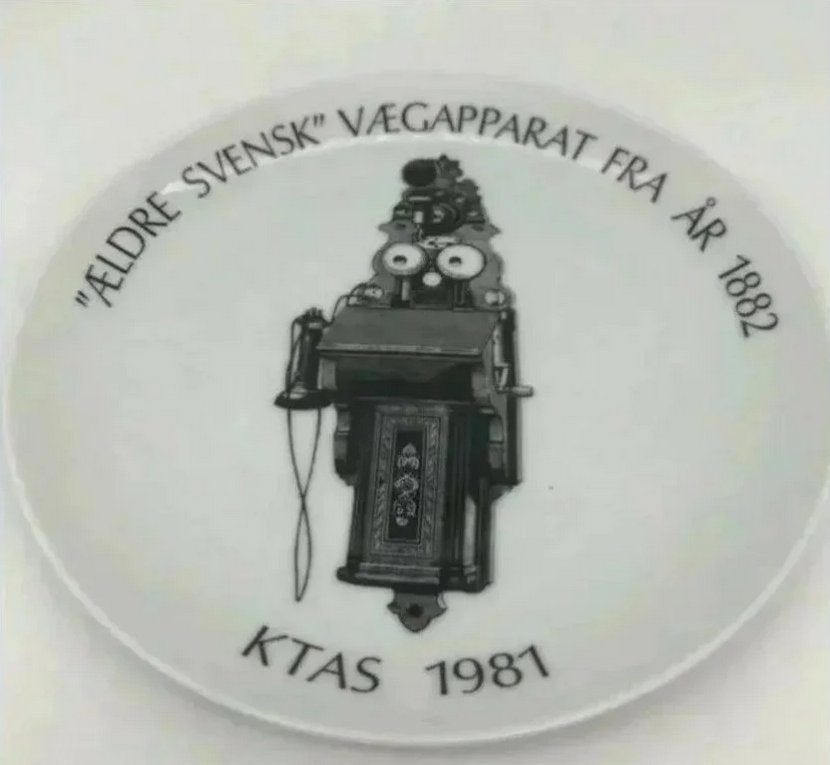 "ÆLDRE SVENSK" VÆGAPPARAT FRA ÅR 1882
KTAS 1981